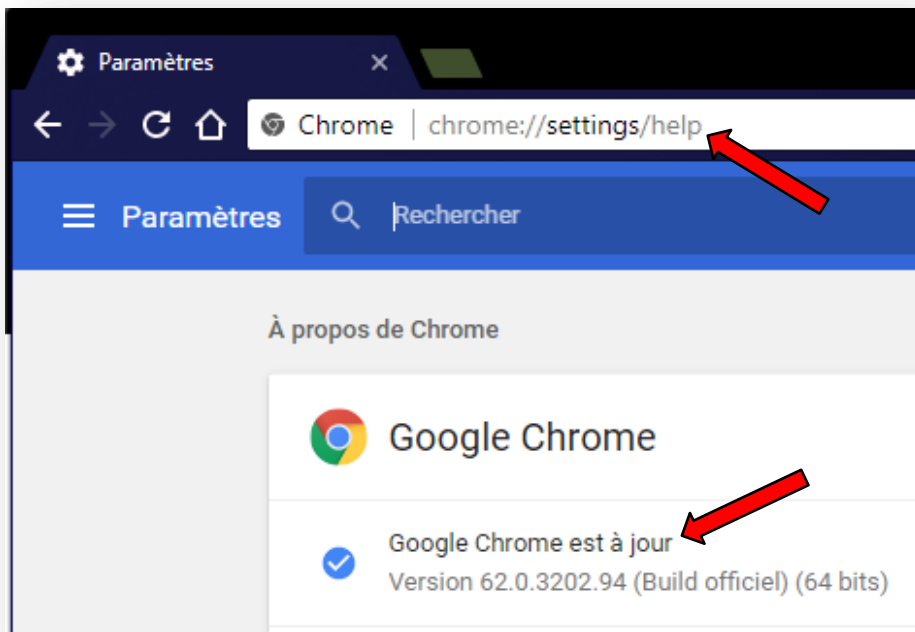 Paramètres
Chrome chrome://settings/help
Paramètres Rechercher
À propos de Chrome
Google Chrome
Google Chrome est à jour
Version 62.0.3202.94 (Build officiel) (64 bits)